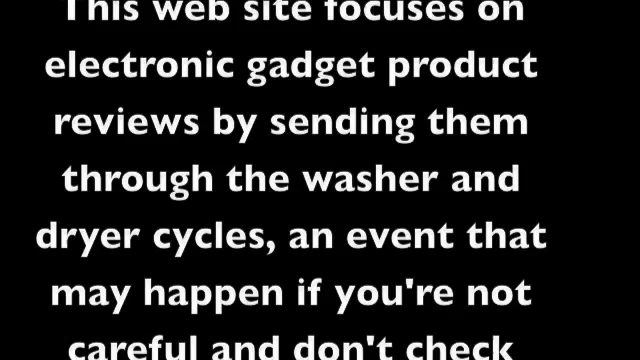 This web site focuses on
electronic gadget product
reviews by sending them
through the washer and
dryer cycles, an event that
may happen if you're not
careful and don't check